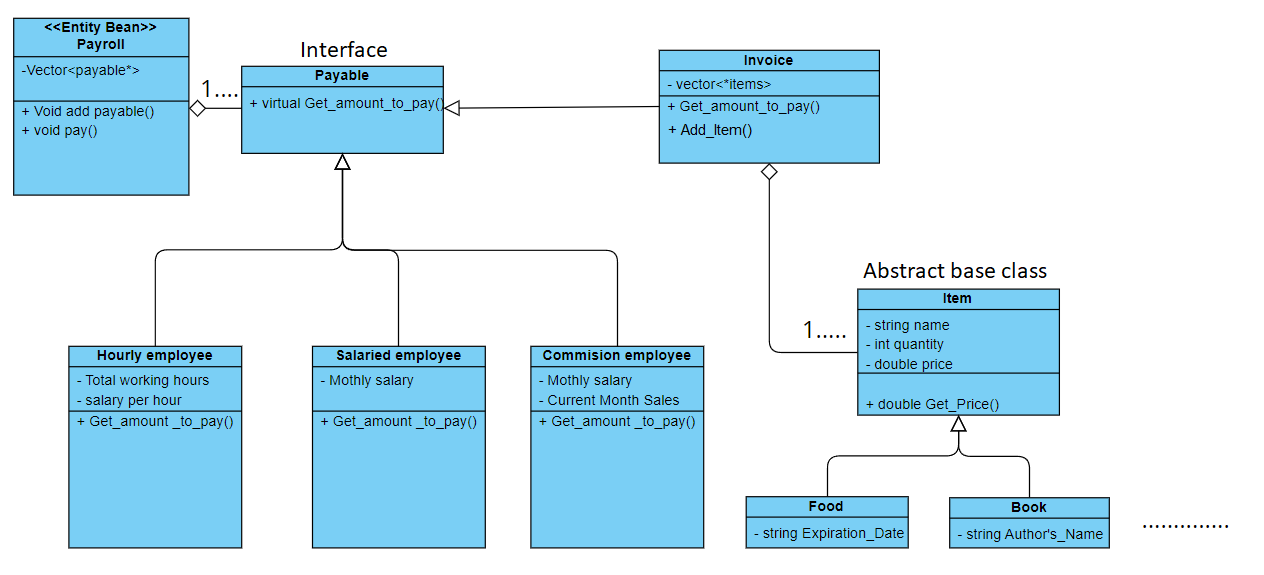 <<Entity Bean>>
Payroll
-Vector<payable*>
+ Void add payable()
+ void pay()
1....
Interface
Payable
+ virtual Get_amount_to_pay()
Invoice
- vector<*items>
+ Get_amount_to_pay()
+ Add_Item()
Hourly employee
- Total working hours
- salary per hour
+ Get_amount _to_pay()
Salaried employee
- Mothly salary
+ Get_amount _to_pay()
Commision employee
- Mothly salary
- Current Month Sales
+ Get_amount _to_pay()
1.....
Abstract base class
Item
- string name
- int quantity
- double price
+ double Get_Price()
Food
- string Expiration_Date
Book
- string Author's_Name
..............